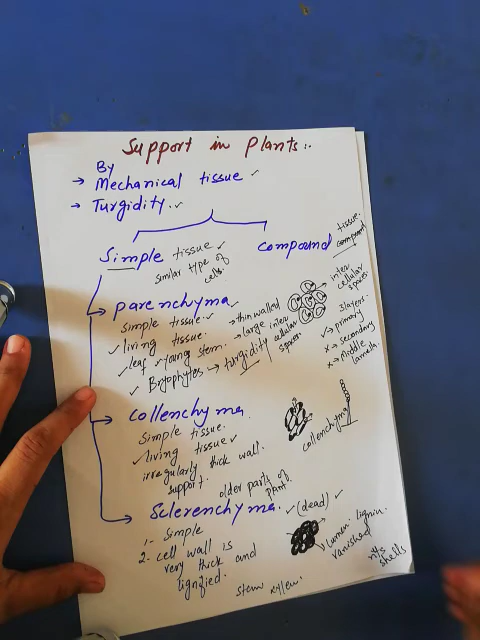 Support in Plants:.
By
→ Mechanical tissue ✓
→ Turgidity ✓
Simple tissue ✓
similar type of cells.
compound tissue.
compound
→ Parenchyma
Simple tissue. ✓
✓ living tissue.
✓ leaf ✓ young stem.
✓ Bryophytes → turgidity
→ thin walled
→ large inter
cellular
spaces
inter
cellular
spaces
3 layers.
✓→ primary
x → secondary
x → Middle
lamella.
→ Collenchyma
Simple tissue.
✓ living tissue ✓
irregularly thick wall.
support.
collenchyma
older parts of
plant.
→ Sclerenchyma. ✓ (dead) ✓
1- Simple
2- cell wall is
very thick and
lignified.
Lumen. lignin.
vanished
stem xylem.
nuts
shells